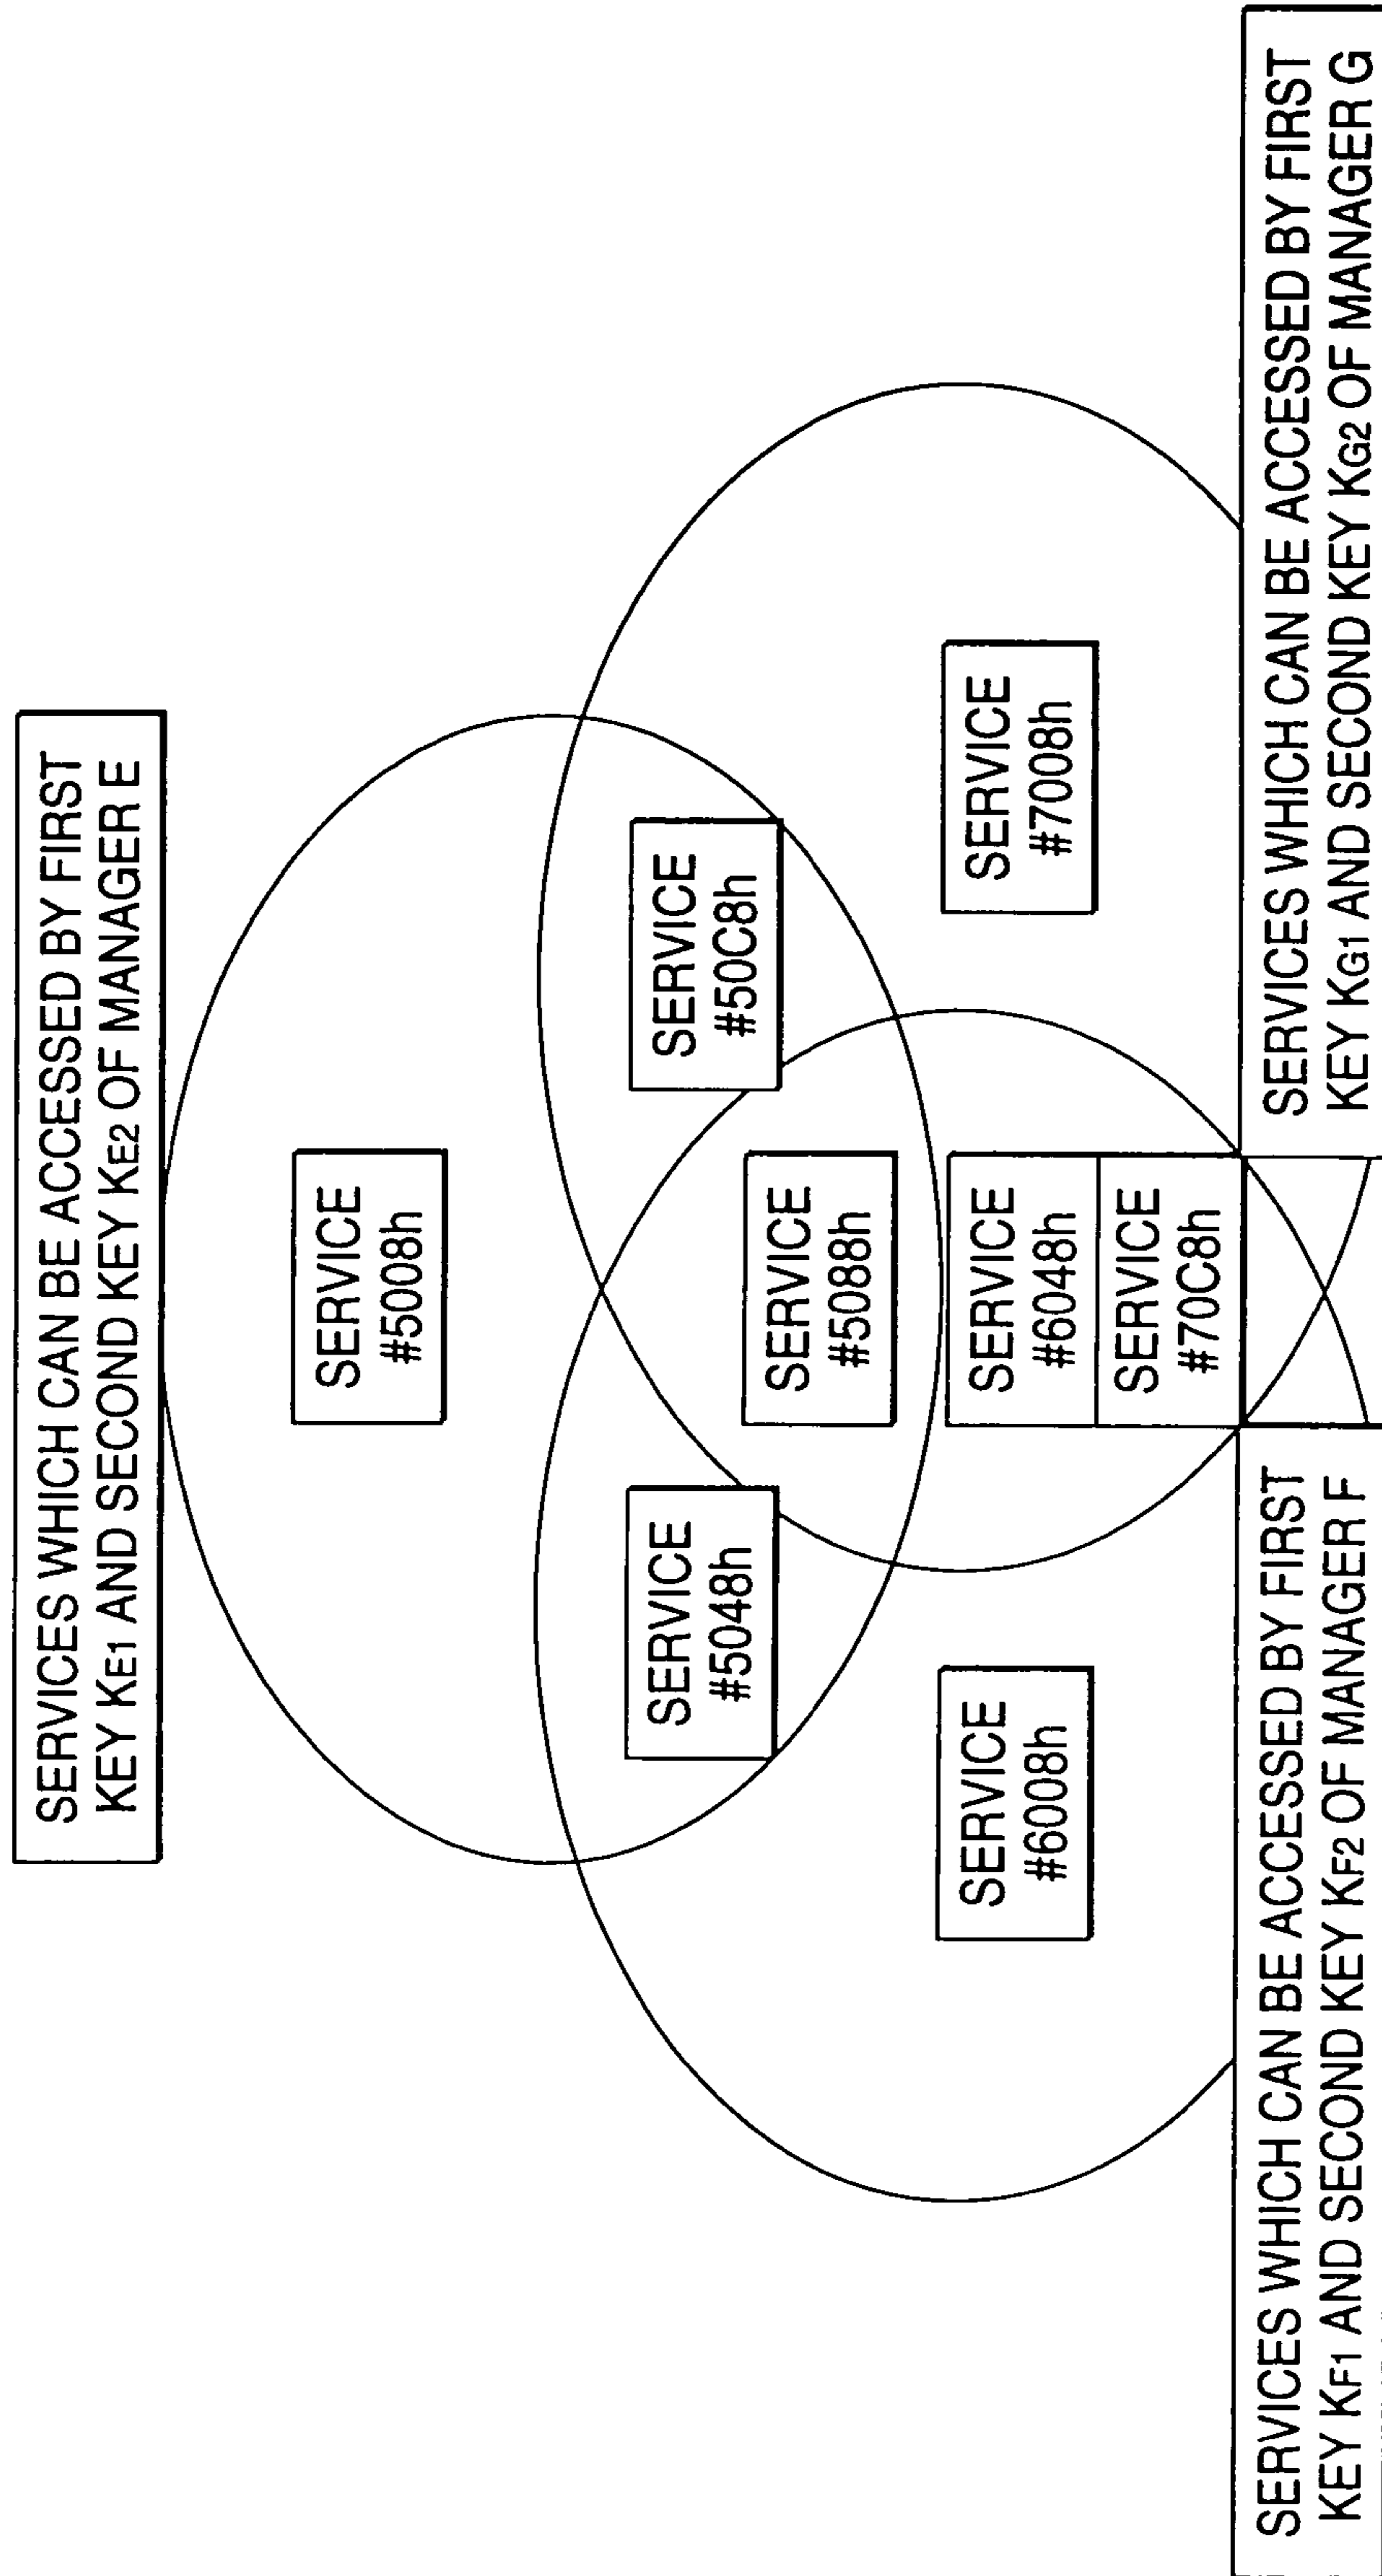 SERVICES WHICH CAN BE ACCESSED BY FIRST
KEY KE1 AND SECOND KEY KE2 OF MANAGER E
SERVICE
#5008h
SERVICE
#5048h
SERVICE
#50C8h
SERVICE
#5088h
SERVICE
#6008h
SERVICE
#6048h
SERVICE
#70C8h
SERVICE
#7008h
SERVICES WHICH CAN BE ACCESSED BY FIRST
KEY KF1 AND SECOND KEY KF2 OF MANAGER F
SERVICES WHICH CAN BE ACCESSED BY FIRST
KEY KG1 AND SECOND KEY KG2 OF MANAGER G